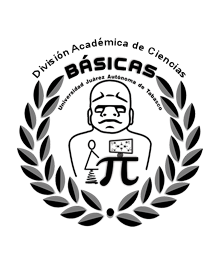 División Académica de Ciencias
BÁSICAS
Universidad Juárez Autónoma de Tabasco
π